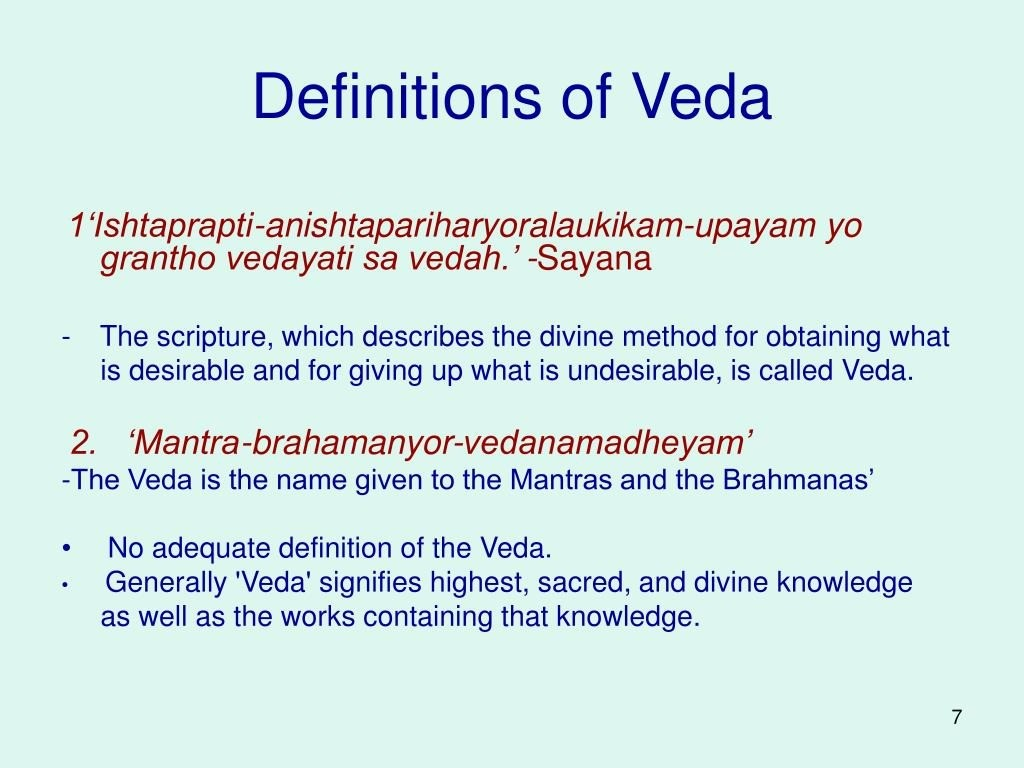 Definitions of Veda
1‘Ishtaprapti-anishtapariharyoralaukikam-upayam yo
grantho vedayati sa vedah.’ -Sayana
- The scripture, which describes the divine method for obtaining what
is desirable and for giving up what is undesirable, is called Veda.
2. ‘Mantra-brahamanyor-vedanamadheyam’
-The Veda is the name given to the Mantras and the Brahmanas’
• No adequate definition of the Veda.
• Generally 'Veda' signifies highest, sacred, and divine knowledge
as well as the works containing that knowledge.
7